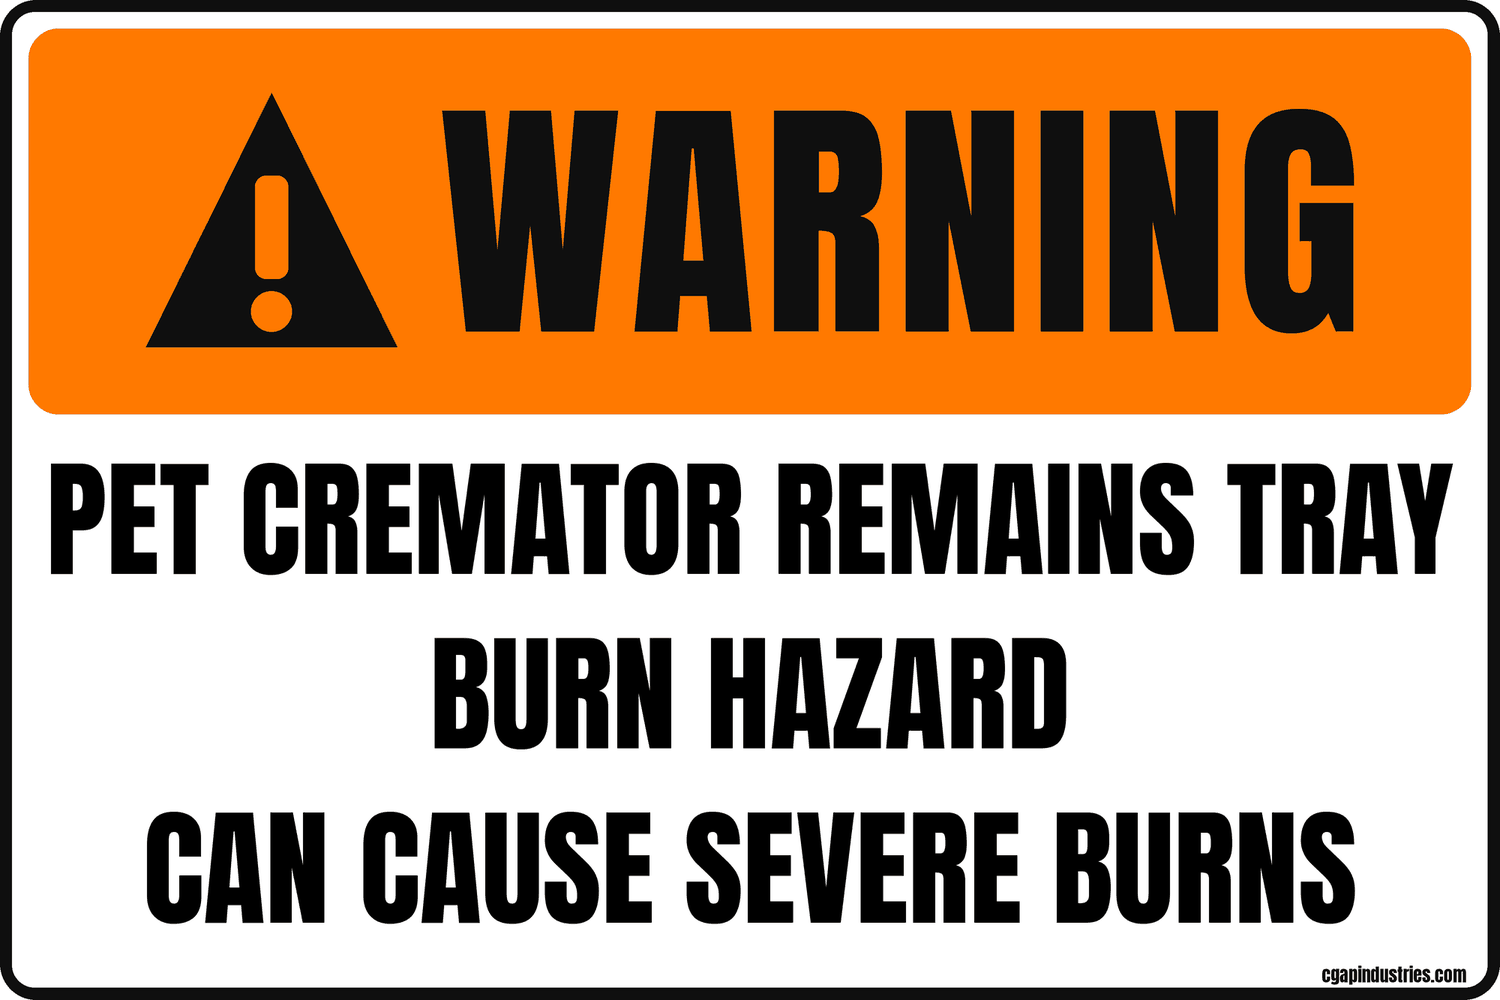 WARNING
PET CREMATOR REMAINS TRAY
BURN HAZARD
CAN CAUSE SEVERE BURNS
cgapindustries.com